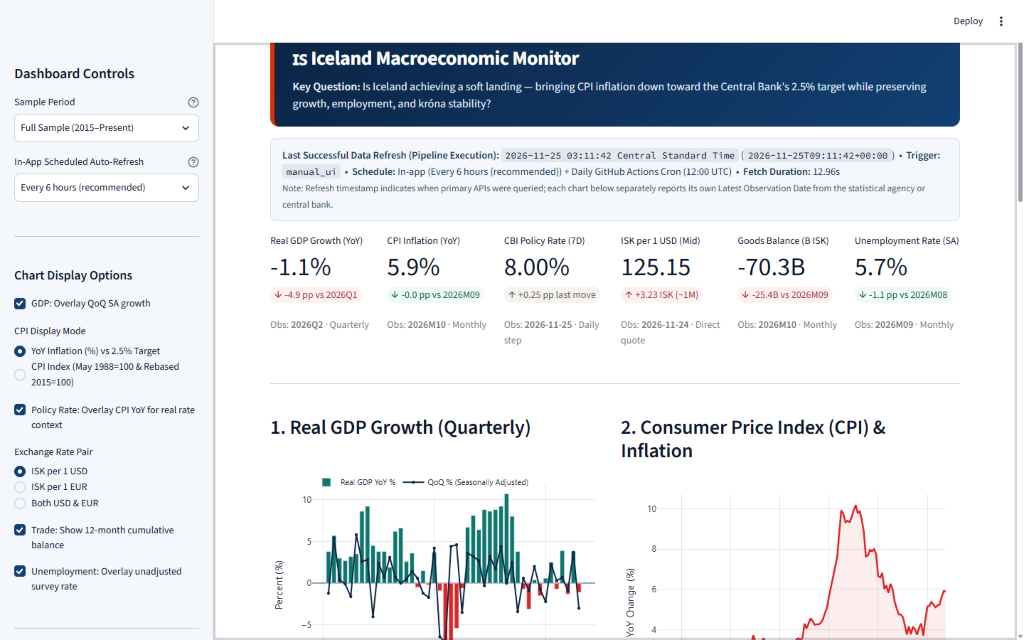 Deploy
Dashboard Controls
Sample Period
Full Sample (2015–Present)
In-App Scheduled Auto-Refresh
Every 6 hours (recommended)
Chart Display Options
GDP: Overlay QoQ SA growth
CPI Display Mode
YoY Inflation (%) vs 2.5% Target
CPI Index (May 1988=100 & Rebased
2015=100)
Policy Rate: Overlay CPI YoY for real rate
context
Exchange Rate Pair
ISK per 1 USD
ISK per 1 EUR
Both USD & EUR
Trade: Show 12-month cumulative
balance
Unemployment: Overlay unadjusted
survey rate
IS Iceland Macroeconomic Monitor
Key Question: Is Iceland achieving a soft landing — bringing CPI inflation down toward the Central Bank's 2.5% target while preserving
growth, employment, and króna stability?
Last Successful Data Refresh (Pipeline Execution): 2026-11-25 03:11:42 Central Standard Time ( 2026-11-25T09:11:42+00:00 ) • Trigger:
manual_ui • Schedule: In-app (Every 6 hours (recommended)) + Daily GitHub Actions Cron (12:00 UTC) • Fetch Duration: 12.96s
Note: Refresh timestamp indicates when primary APIs were queried; each chart below separately reports its own Latest Observation Date from the statistical agency or
central bank.
Real GDP Growth (YoY)
-1.1%
↓ -4.9 pp vs 2026Q1
Obs: 2026Q2 · Quarterly
CPI Inflation (YoY)
5.9%
↓ -0.0 pp vs 2026M09
Obs: 2026M10 · Monthly
CBI Policy Rate (7D)
8.00%
↑ +0.25 pp last move
Obs: 2026-11-25 · Daily
step
ISK per 1 USD (Mid)
125.15
↑ +3.23 ISK (~1M)
Obs: 2026-11-24 · Direct
quote
Goods Balance (B ISK)
-70.3B
↓ -25.4B vs 2026M09
Obs: 2026M10 · Monthly
Unemployment Rate (SA)
5.7%
↓ -1.1 pp vs 2026M08
Obs: 2026M09 · Monthly
1. Real GDP Growth (Quarterly)
Real GDP YoY %
QoQ % (Seasonally Adjusted)
Percent (%)
10
5
0
−5
2. Consumer Price Index (CPI) &
Inflation
YoY Change (%)
10
8
6
4